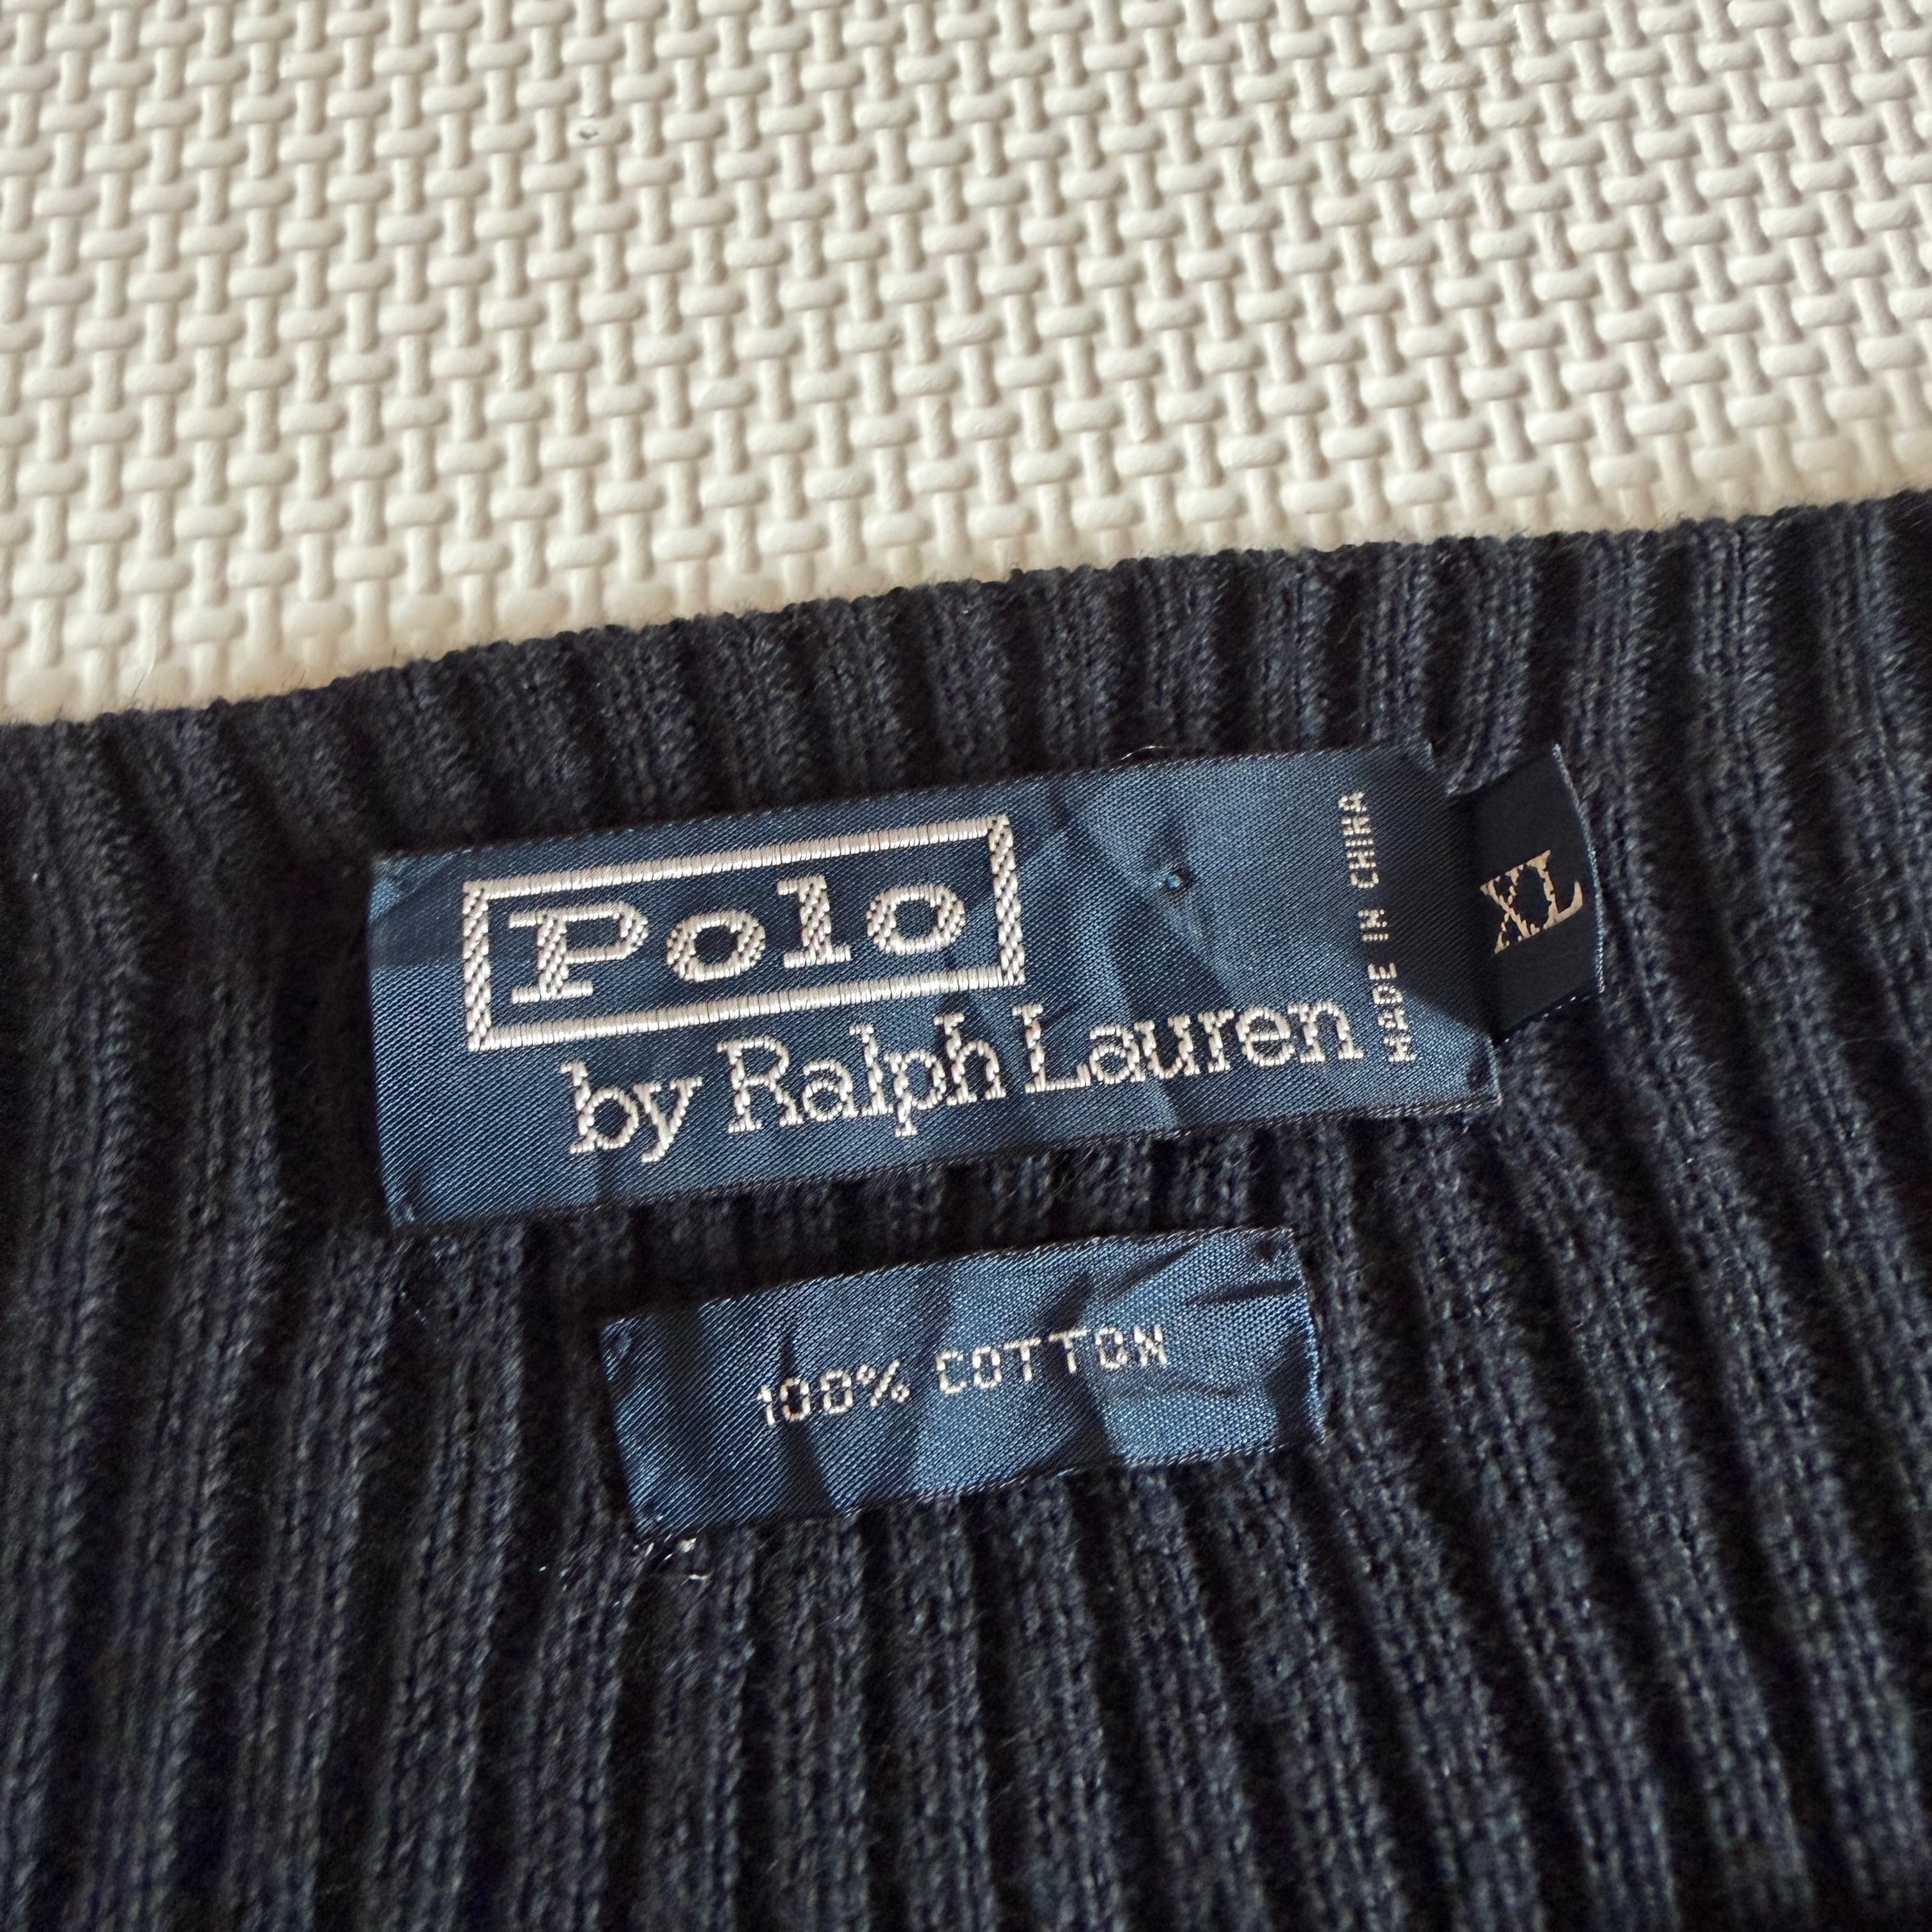 Polo
by Ralph Lauren
MADE IN CHINA
XL
100% COTTON